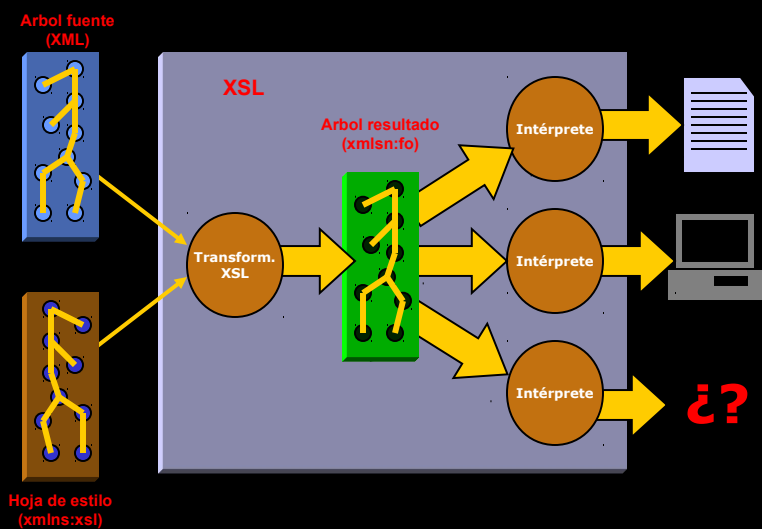 Arbol fuente
(XML)
XSL
Arbol resultado
(xmlsn:fo)
Intérprete
Transform.
XSL
Intérprete
Intérprete
¿?
Hoja de estilo
(xmlns:xsl)